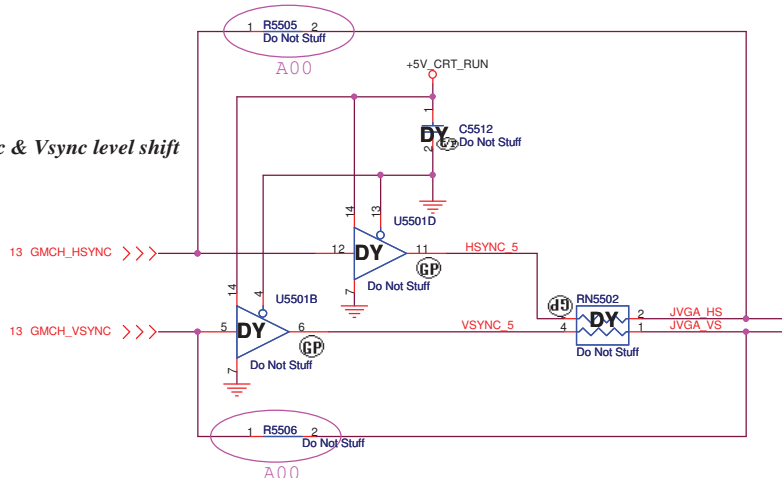 1 R5505 2
Do Not Stuff
A00
+5V_CRT_RUN
1
DY C5512
GP Do Not Stuff
2
c & Vsync level shift
14 13 U5501D
13 GMCH_HSYNC 12 DY 11 HSYNC_5
GP
Do Not Stuff
7
14 4 U5501B
13 GMCH_VSYNC 5 DY 6 VSYNC_5
GP
Do Not Stuff
7
GP RN5502
DY 2 JVGA_HS
4 1 JVGA_VS
Do Not Stuff
1 R5506 2
Do Not Stuff
A00